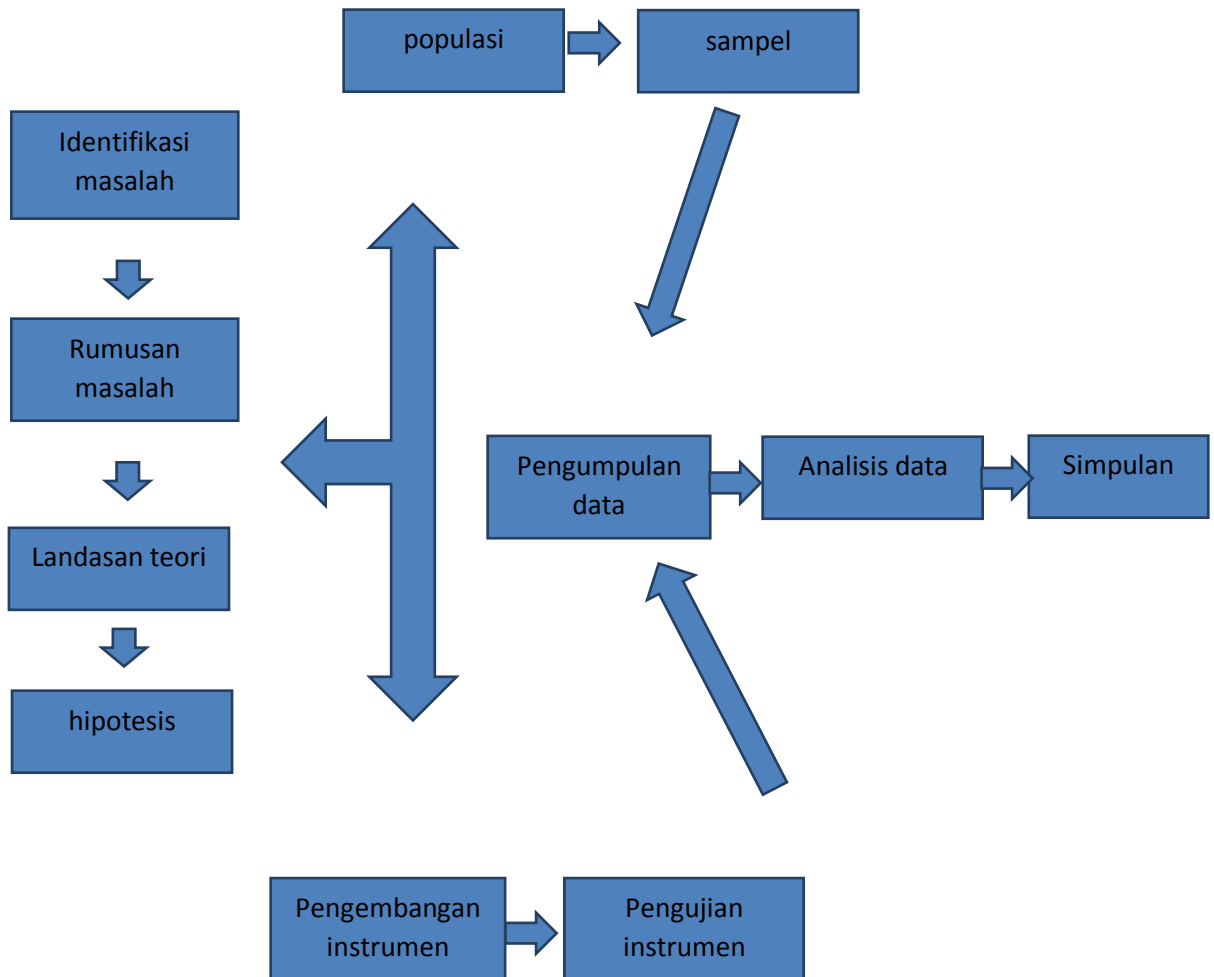 populasi
sampel
Identifikasi
masalah
Rumusan
masalah
Landasan teori
hipotesis
Pengumpulan
data
Analisis data
Simpulan
Pengembangan
instrumen
Pengujian
instrumen